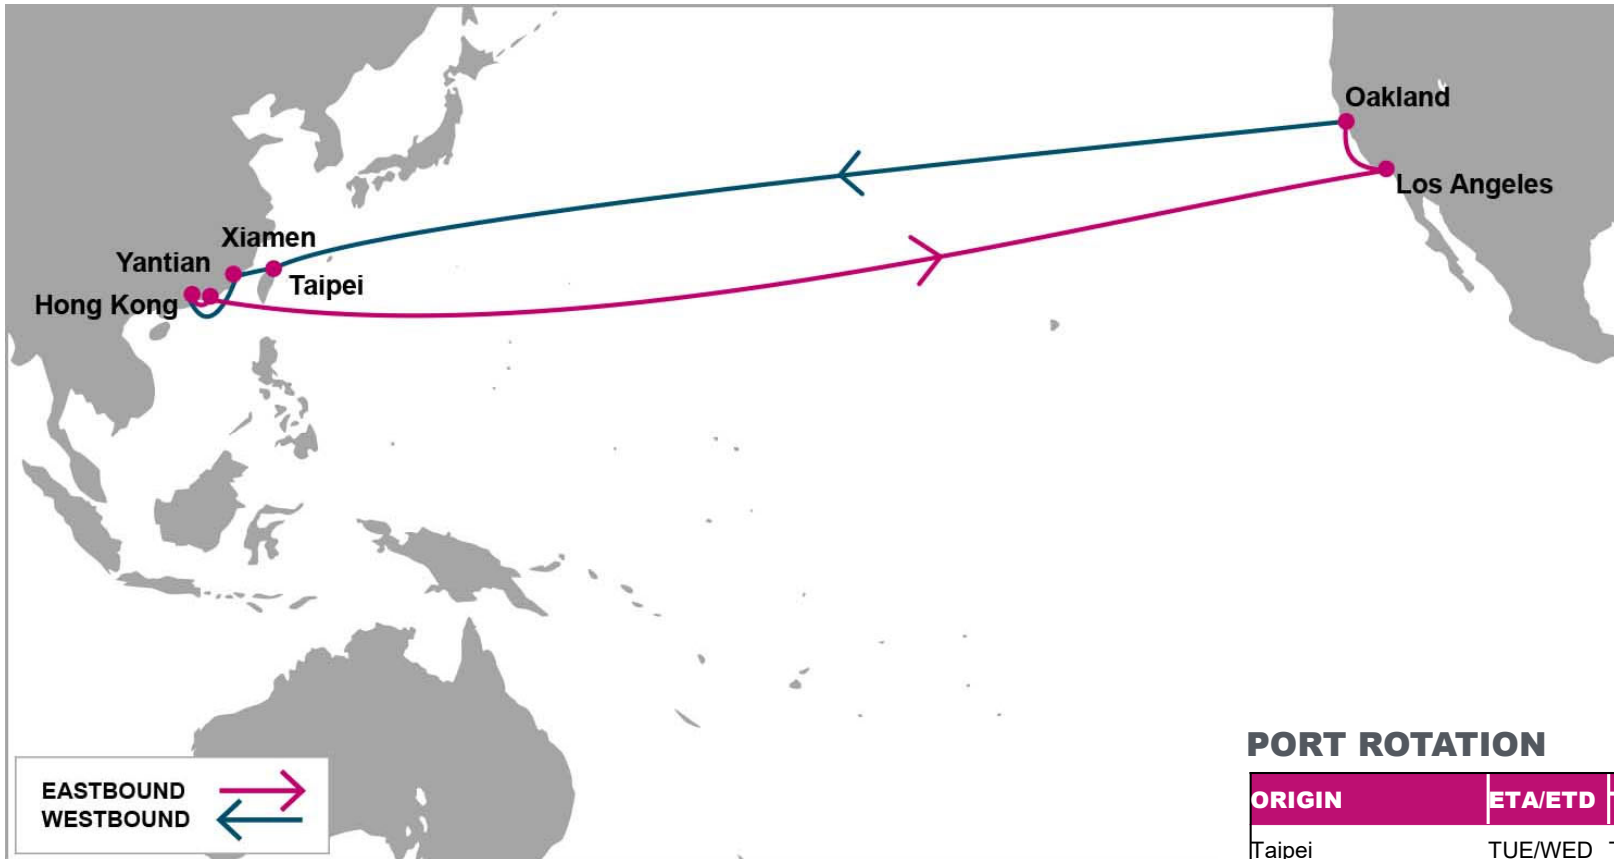 Oakland
Los Angeles
Xiamen
Yantian
Taipei
Hong Kong
PORT ROTATION
EASTBOUND
WESTBOUND
ORIGIN ETA/ETD
Taipei TUE/WED